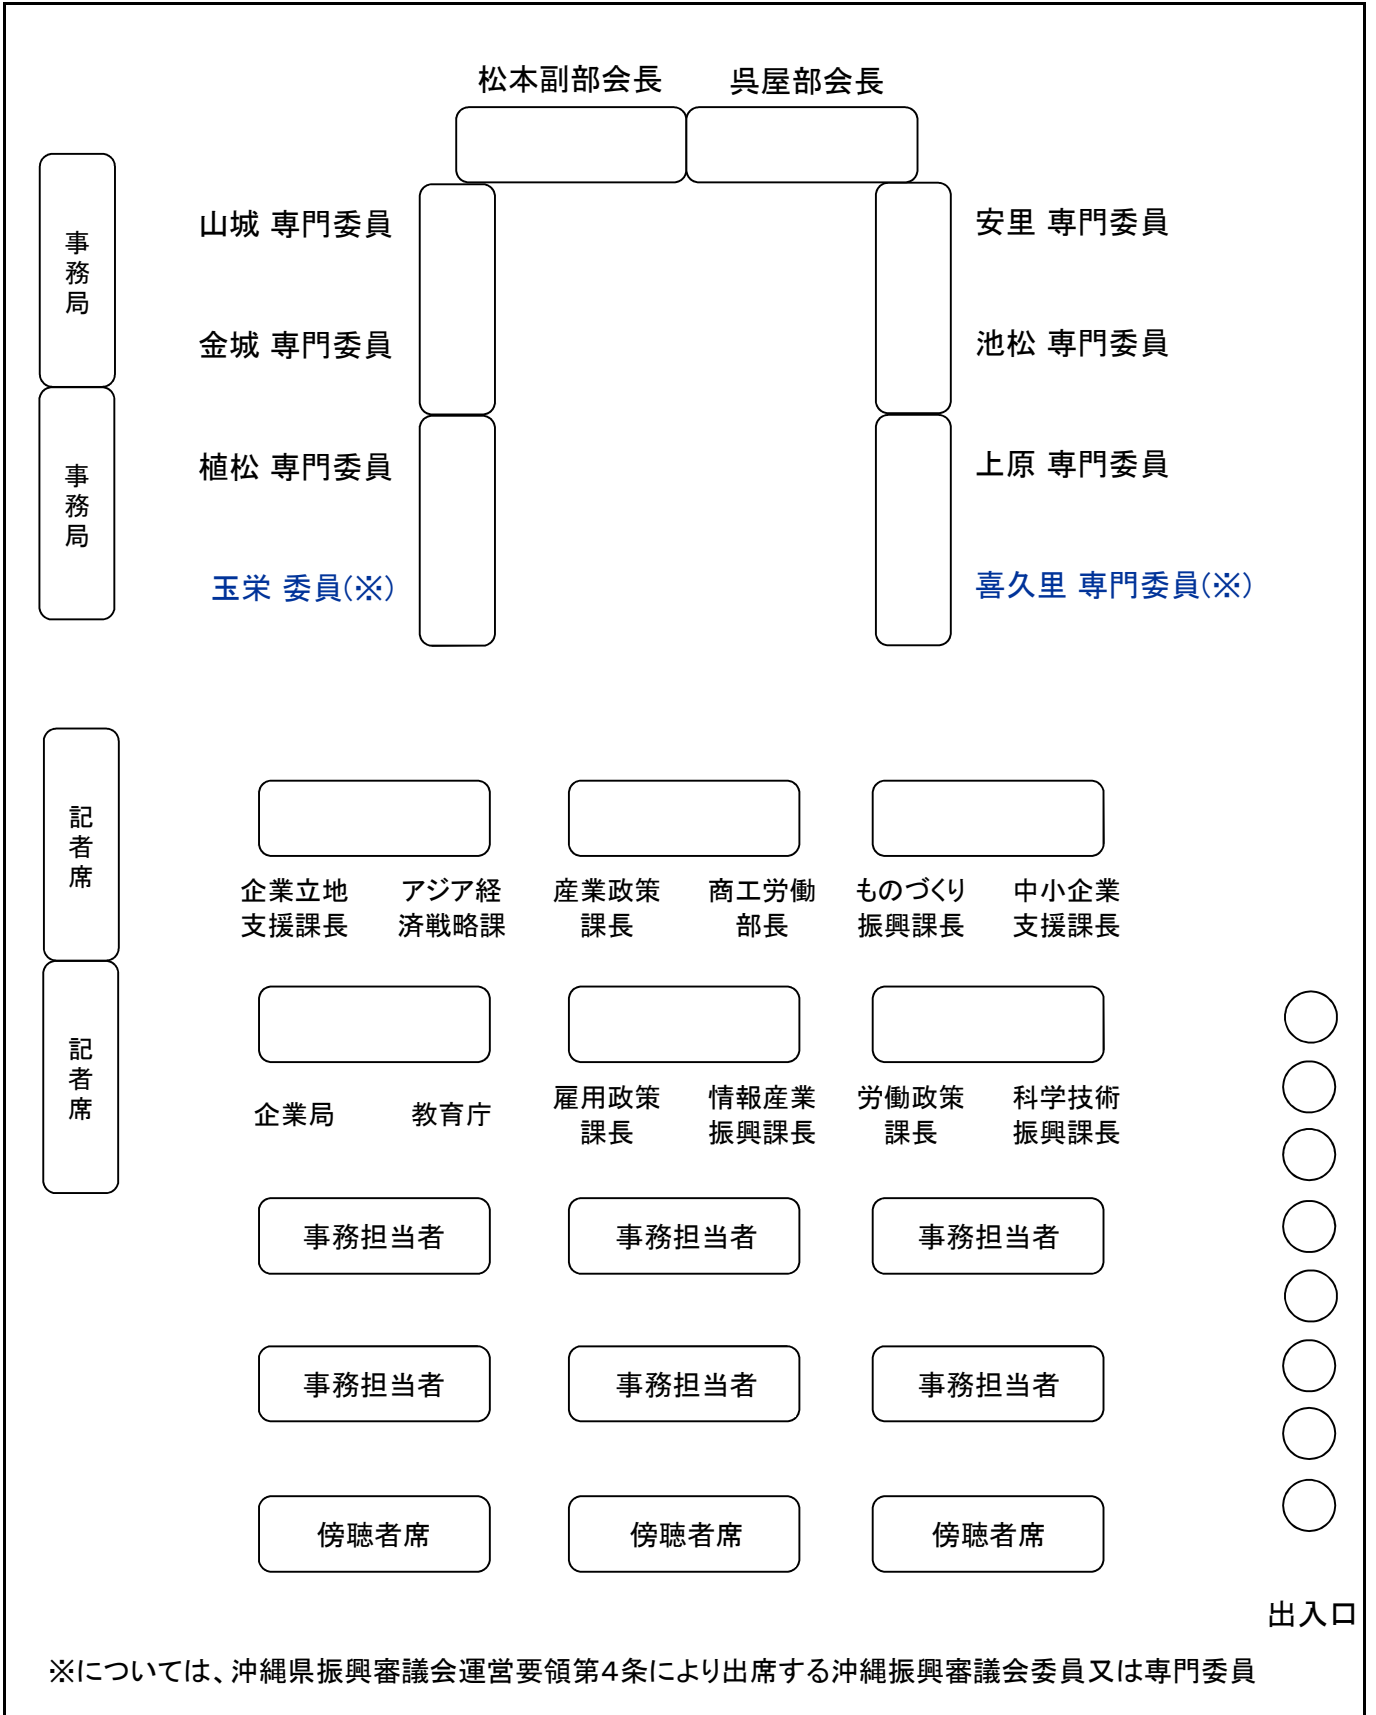 松本副部会長 呉屋部会長
事務局
山城 専門委員
安里 専門委員
金城 専門委員
池松 専門委員
事務局
植松 専門委員
上原 専門委員
玉栄 委員(※)
喜久里 専門委員(※)
記者席
企業立地
支援課長
アジア経
済戦略課
産業政策
課長
商工労働
部長
ものづくり
振興課長
中小企業
支援課長
記者席
企業局
教育庁
雇用政策
課長
情報産業
振興課長
労働政策
課長
科学技術
振興課長
事務担当者
事務担当者
事務担当者
事務担当者
事務担当者
事務担当者
傍聴者席
傍聴者席
傍聴者席
出入口
※については、沖縄県振興審議会運営要領第4条により出席する沖縄振興審議会委員又は専門委員